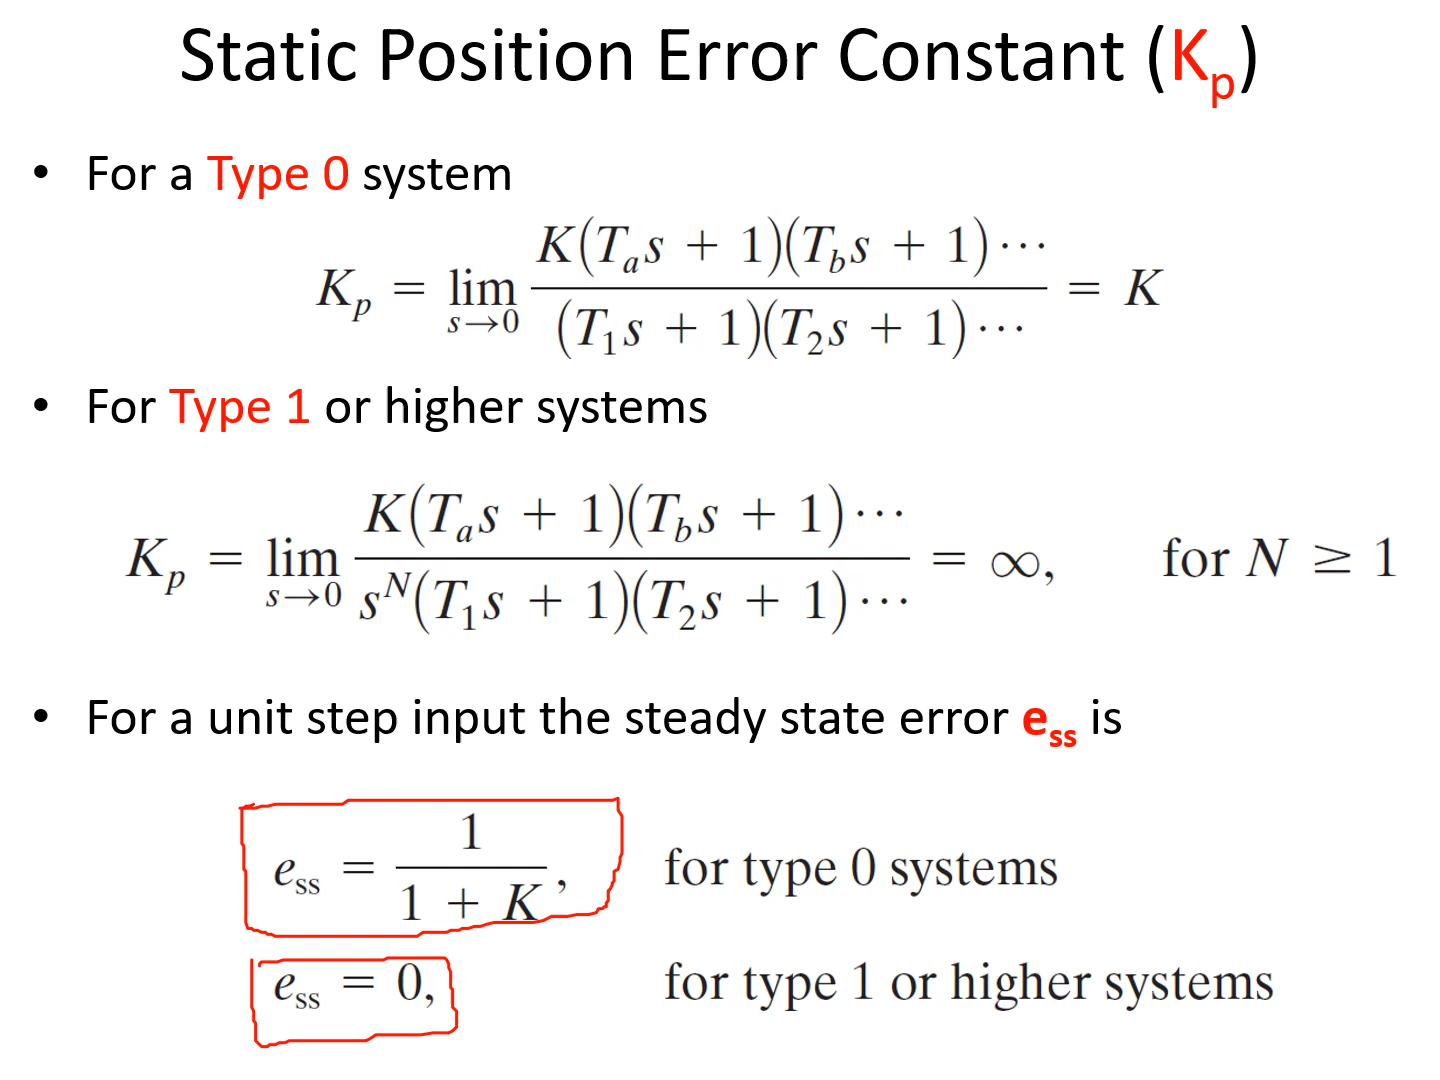 Static Position Error Constant (Kp)
• For a Type 0 system
Kp = lim s→0 K(Tas + 1)(Tbs + 1)··· / (T1s + 1)(T2s + 1)··· = K
• For Type 1 or higher systems
Kp = lim s→0 K(Tas + 1)(Tbs + 1)··· / s^N(T1s + 1)(T2s + 1)··· = ∞, for N ≥ 1
• For a unit step input the steady state error ess is
ess = 1 / 1 + K, for type 0 systems
ess = 0, for type 1 or higher systems